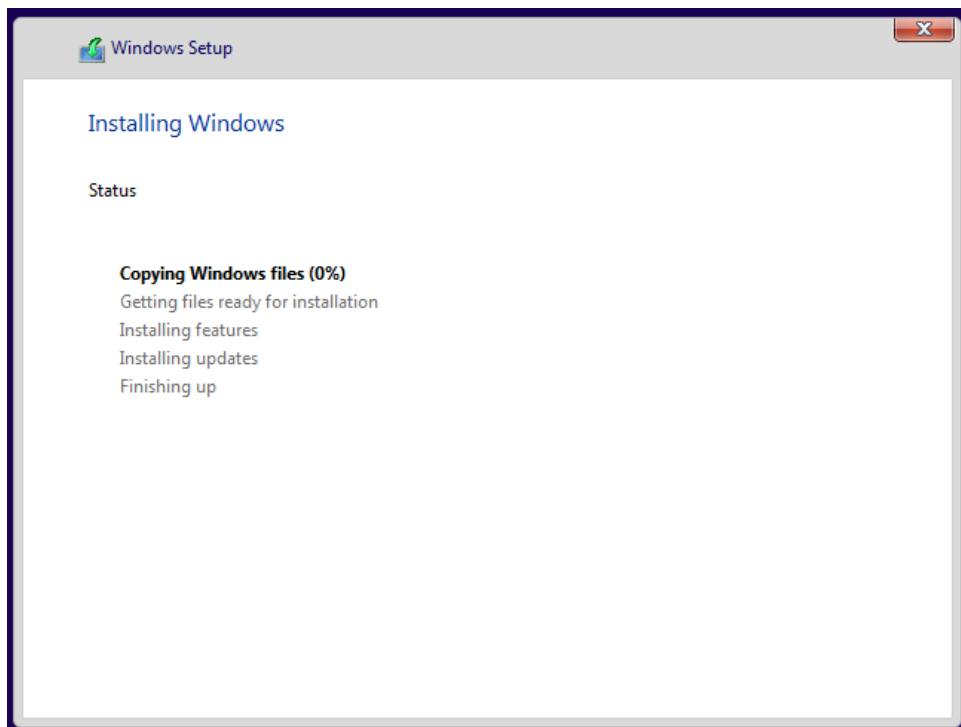 Windows Setup
Installing Windows
Status
Copying Windows files (0%)
Getting files ready for installation
Installing features
Installing updates
Finishing up